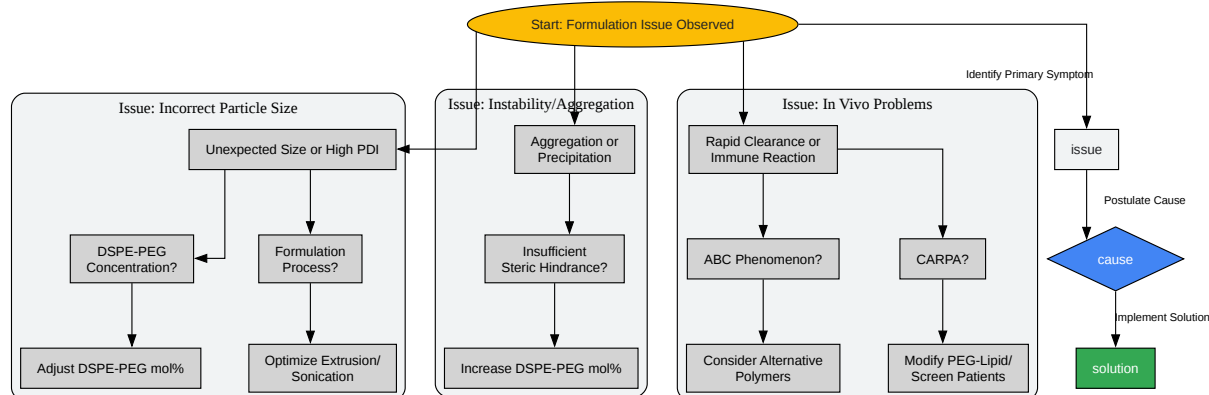 Start: Formulation Issue Observed
Identify Primary Symptom
Issue: Incorrect Particle Size
Unexpected Size or High PDI
DSPE-PEG
Concentration?
Formulation
Process?
Adjust DSPE-PEG mol%
Optimize Extrusion/
Sonication
Issue: Instability/Aggregation
Aggregation or
Precipitation
Insufficient
Steric Hindrance?
Increase DSPE-PEG mol%
Issue: In Vivo Problems
Rapid Clearance or
Immune Reaction
ABC Phenomenon?
CARPA?
Consider Alternative
Polymers
Modify PEG-Lipid/
Screen Patients
issue
Postulate Cause
cause
Implement Solution
solution